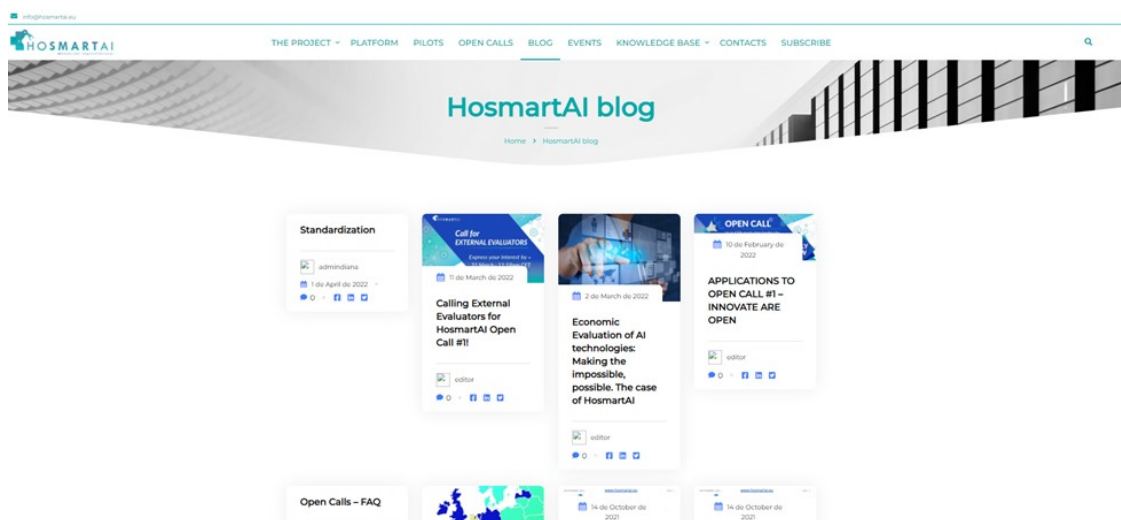 info@hosmartai.eu
HOSMARTAI
THE PROJECT PLATFORM PILOTS OPEN CALLS BLOG EVENTS KNOWLEDGE BASE CONTACTS SUBSCRIBE
HosmartAI blog
Home > HosmartAI blog
Standardization
admindiana
1 de April de 2022
0
HOSMARTAI
Call for
EXTERNAL EVALUATORS
Express your interest by
11 de March de 2022
Calling External
Evaluators for
HosmartAI Open
Call #1!
editor
0
2 de March de 2022
Economic
Evaluation of AI
technologies:
Making the
impossible,
possible. The case
of HosmartAI
editor
0
OPEN CALL
10 de February de
2022
APPLICATIONS TO
OPEN CALL #1 –
INNOVATE ARE
OPEN
editor
0
Open Calls – FAQ
14 de October de
2021
14 de October de
2021